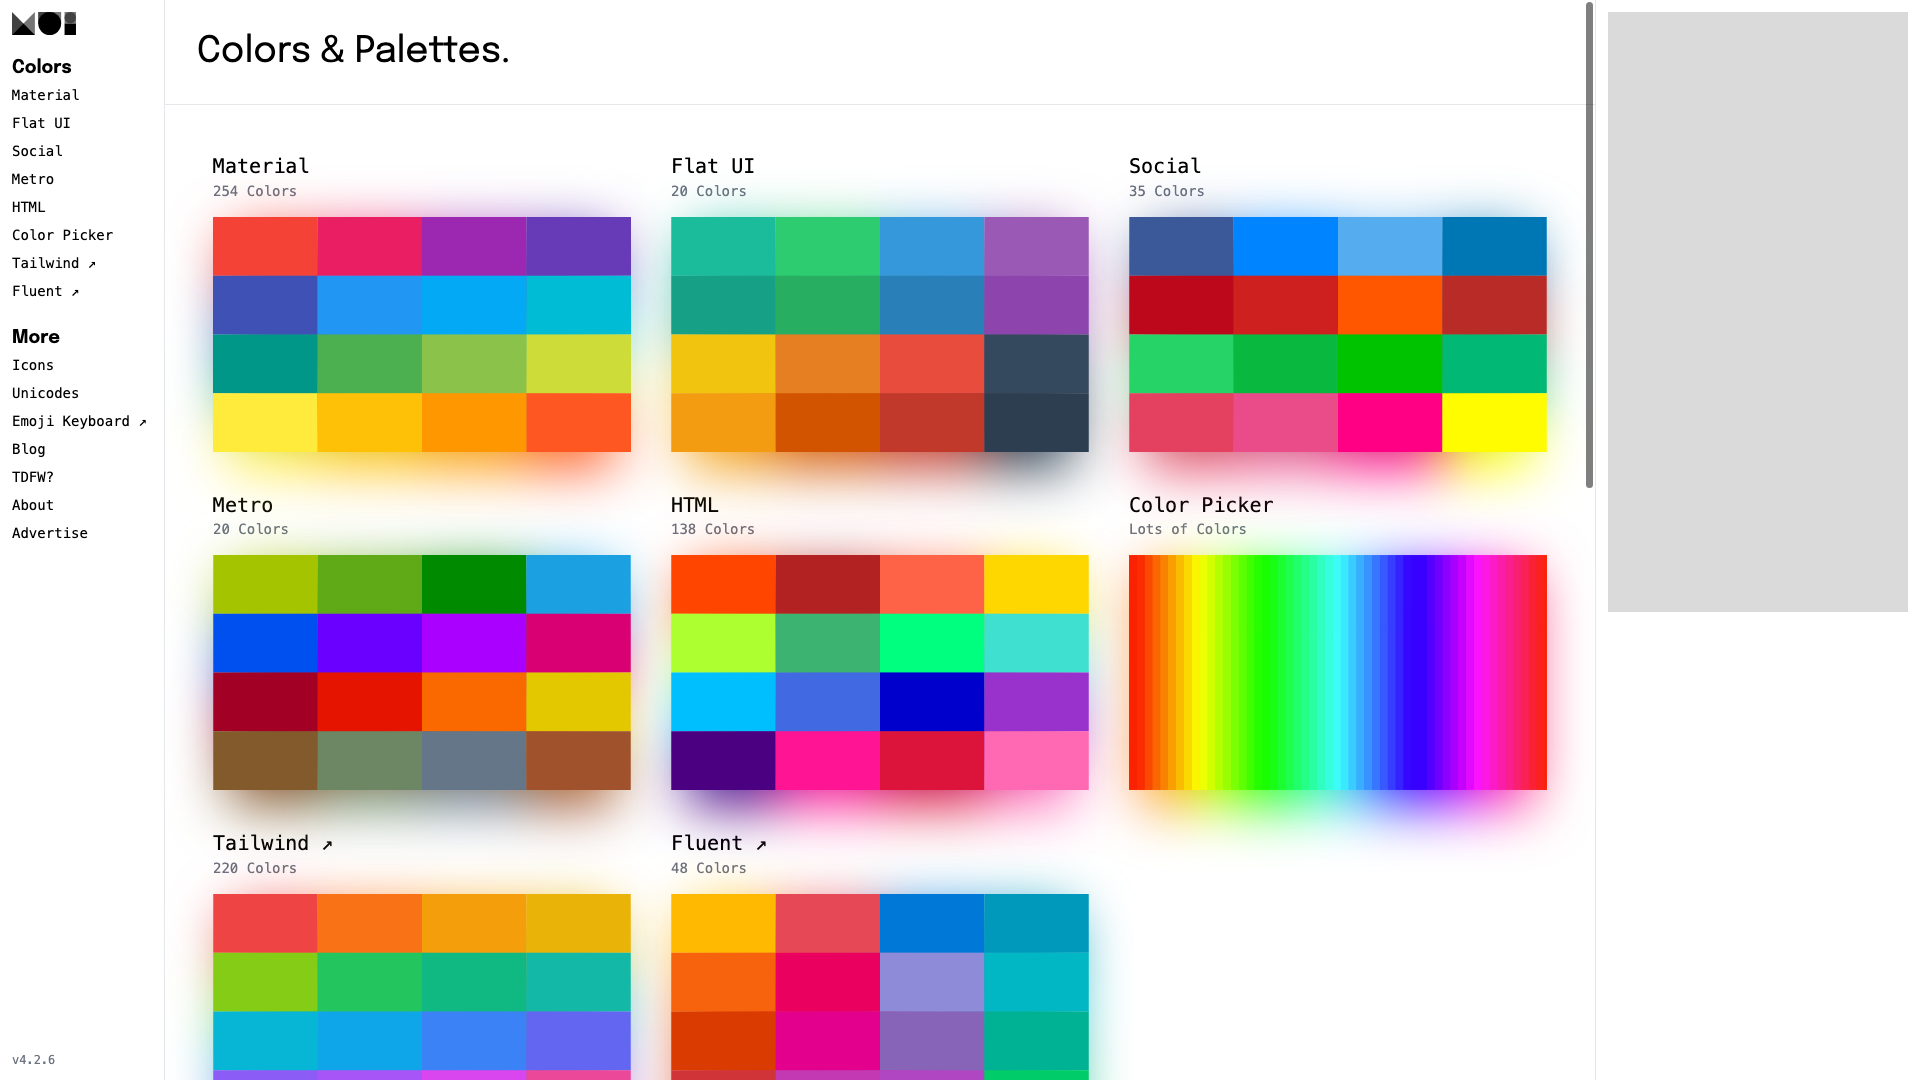 Colors
Material
Flat UI
Social
Metro
HTML
Color Picker
Tailwind ↗
Fluent ↗
More
Icons
Unicodes
Emoji Keyboard ↗
Blog
TDFW?
About
Advertise
v4.2.6
Colors & Palettes.
Material
254 Colors
Flat UI
20 Colors
Social
35 Colors
Metro
20 Colors
HTML
138 Colors
Color Picker
Lots of Colors
Tailwind ↗
220 Colors
Fluent ↗
48 Colors